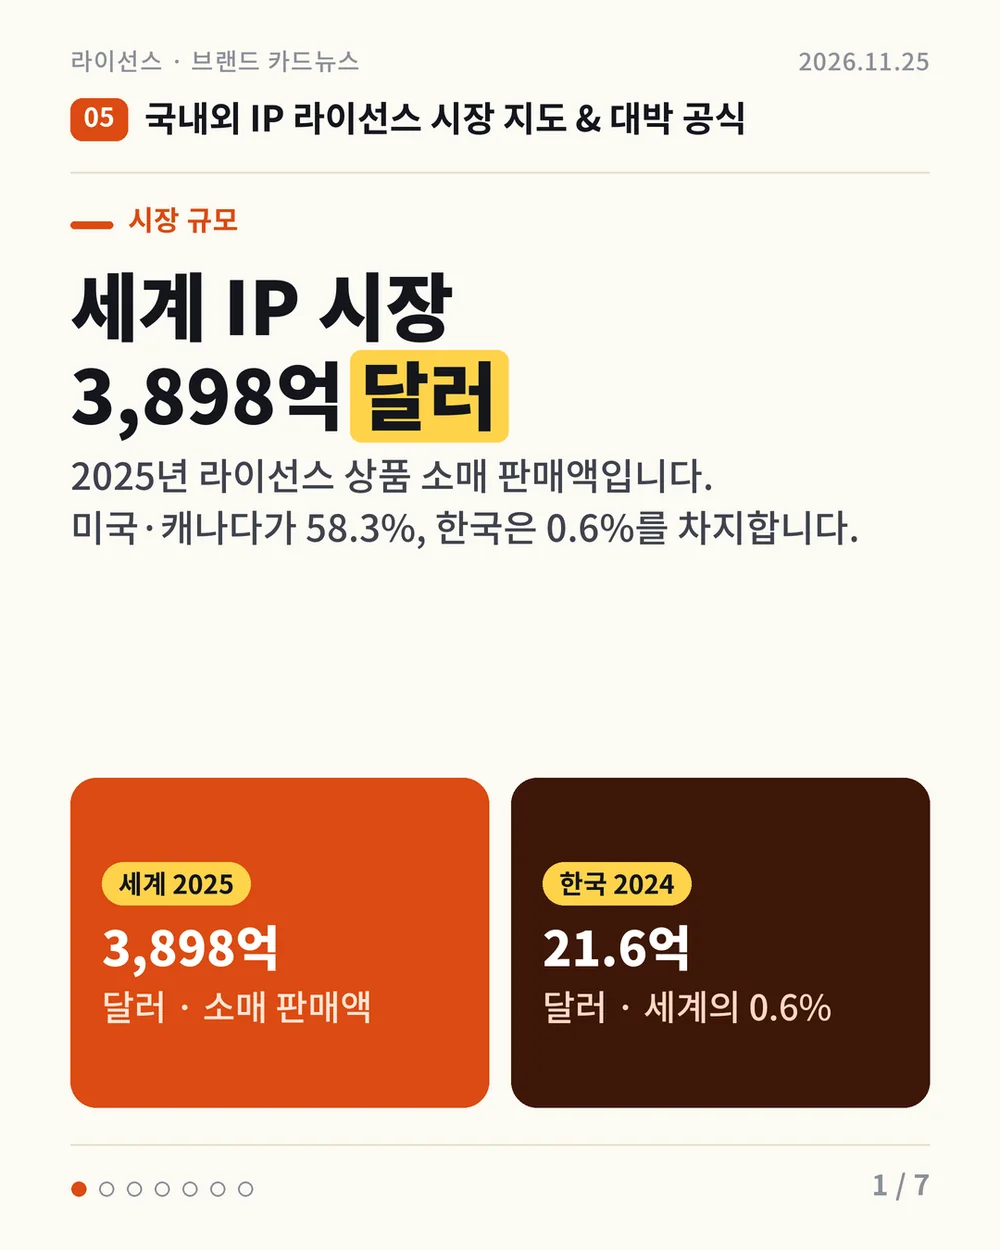 라이선스 · 브랜드 카드뉴스
2026.11.25
05 국내외 IP 라이선스 시장 지도 & 대박 공식
시장 규모
세계 IP 시장
3,898억 달러
2025년 라이선스 상품 소매 판매액입니다.
미국·캐나다가 58.3%, 한국은 0.6%를 차지합니다.
세계 2025
3,898억
달러 · 소매 판매액
한국 2024
21.6억
달러 · 세계의 0.6%
1 / 7